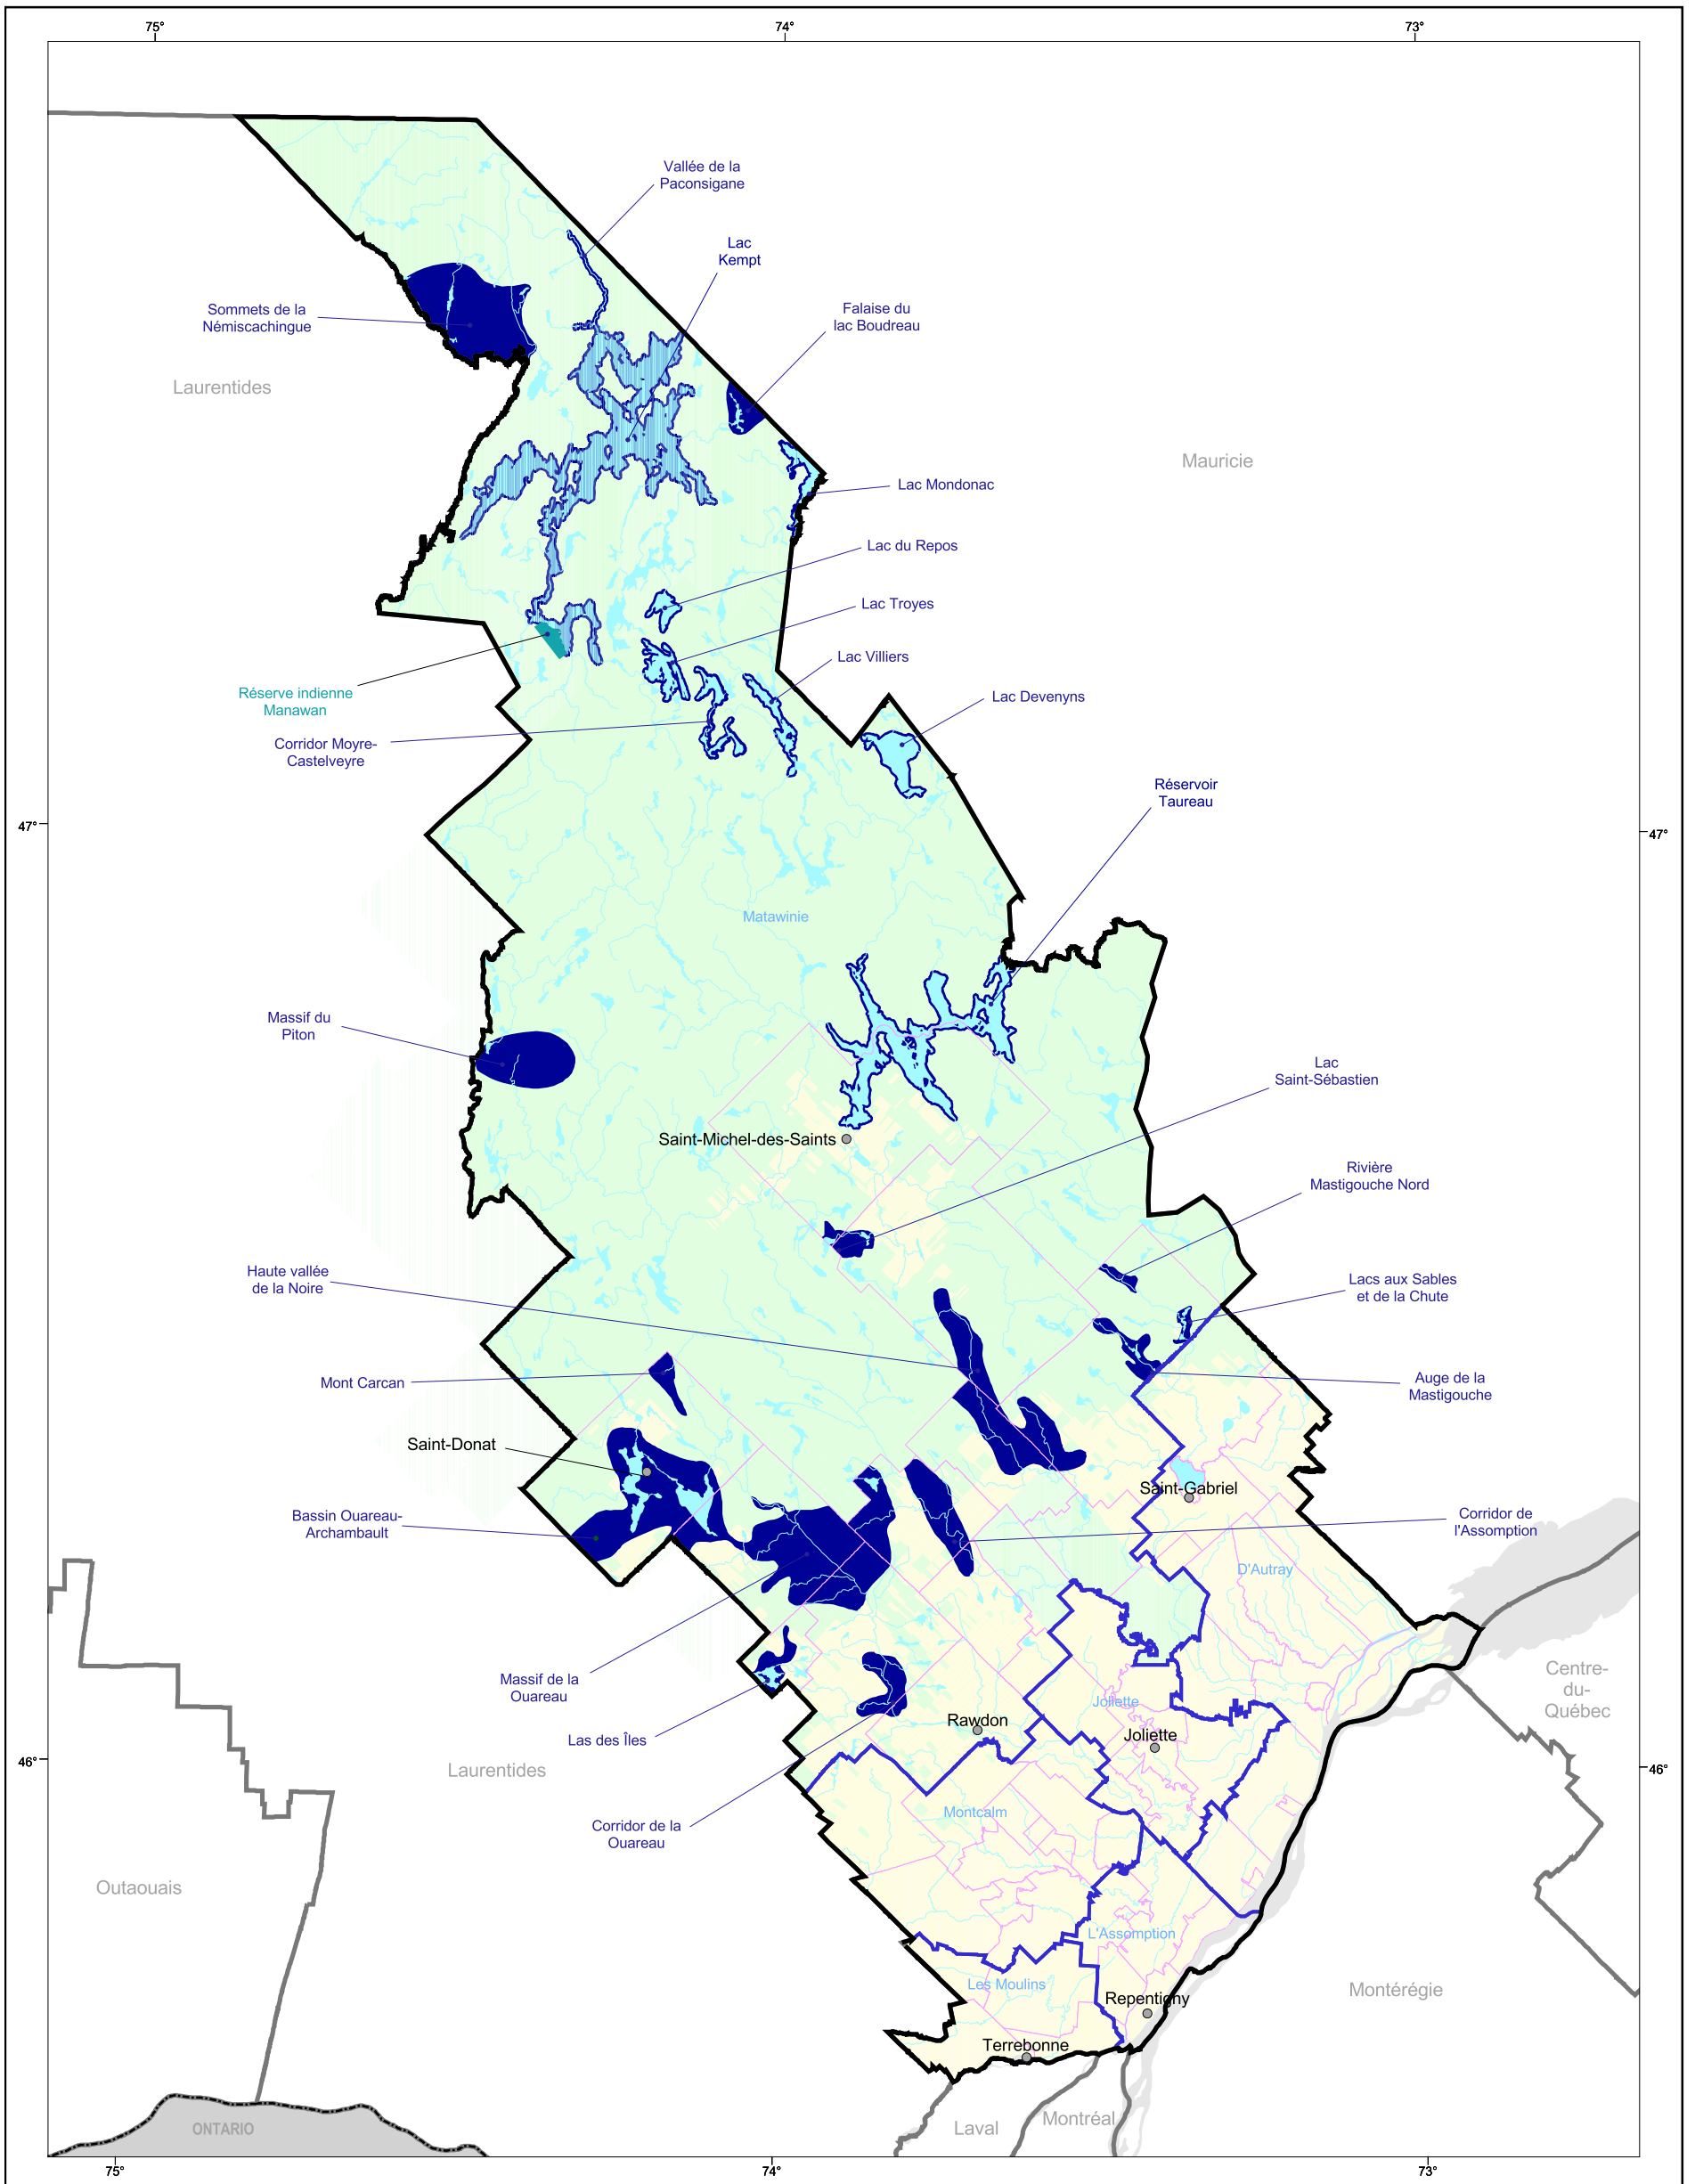 75°
74°
73°
Vallée de la
Paconsigane
Lac
Kempt
Sommets de la
Némiscachingue
Falaise du
lac Boudreau
Laurentides
Mauricie
Lac Mondonac
Lac du Repos
Lac Troyes
Lac Villiers
Réserve indienne
Manawan
Lac Devenyns
Corridor Moyre-
Castelveyre
Réservoir
Taureau
47°
47°
Matawinie
Massif du
Piton
Lac
Saint-Sébastien
Saint-Michel-des-Saints
Rivière
Mastigouche Nord
Haute vallée
de la Noire
Lacs aux Sables
et de la Chute
Mont Carcan
Auge de la
Mastigouche
Saint-Donat
Saint-Gabriel
Bassin Ouareau-
Archambault
Corridor de
l'Assomption
D'Autray
Massif de la
Ouareau
Centre-
du-
Québec
Joliette
Rawdon
Joliette
Las des Îles
46°
46°
Laurentides
Montcalm
Corridor de la
Ouareau
Outaouais
L'Assomption
Les Moulins
Montérégie
Repentigny
Terrebonne
ONTARIO
Laval
Montréal
75°
74°
73°